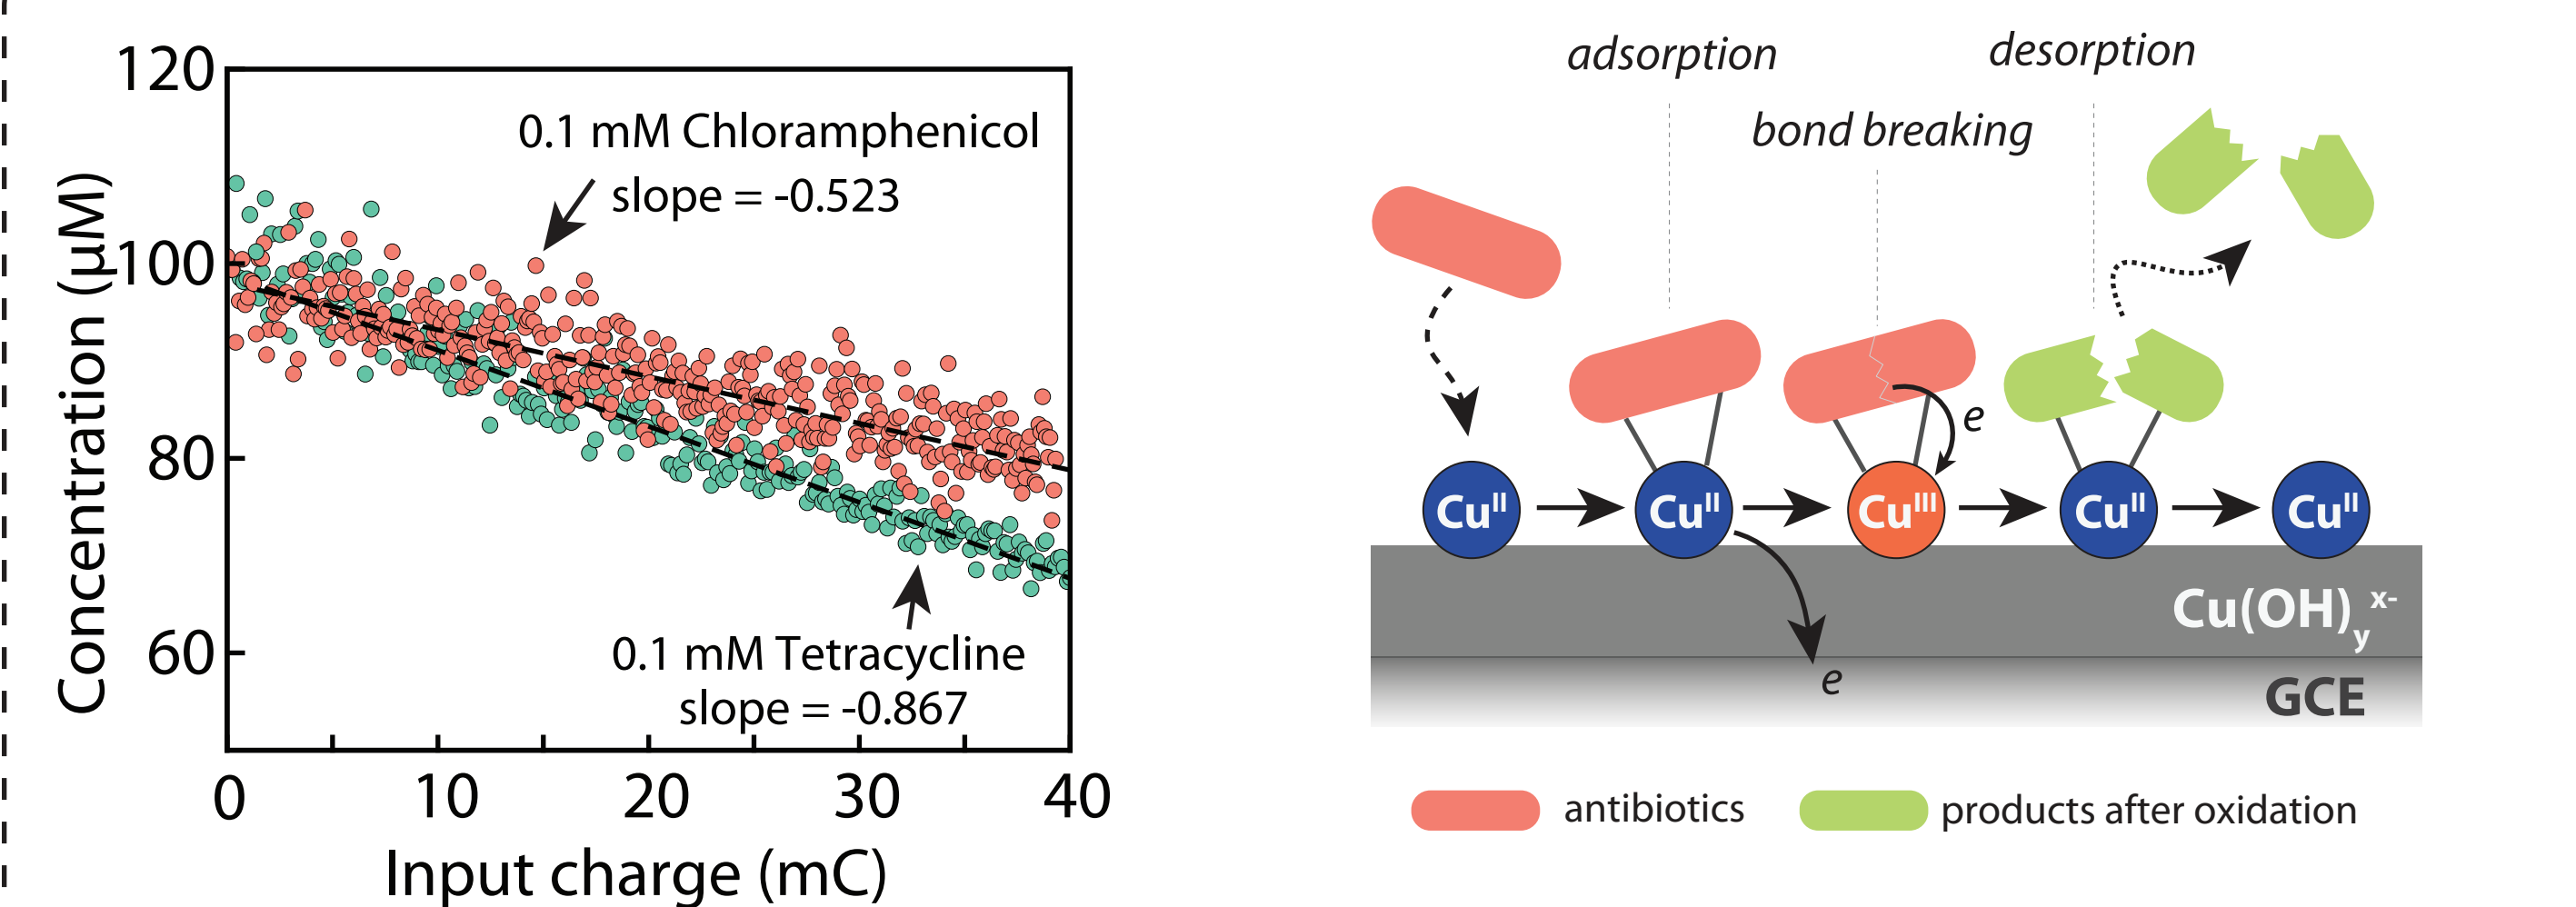 120
100
80
60
Concentration (µM)
0.1 mM Chloramphenicol
slope = -0.523
0.1 mM Tetracycline
slope = -0.867
0 10 20 30 40
Input charge (mC)
adsorption
desorption
bond breaking
e
Cuᴵᴵ Cuᴵᴵ Cuᴵᴵᴵ Cuᴵᴵ Cuᴵᴵ
Cu(OH)y x-
e
GCE
antibiotics
products after oxidation